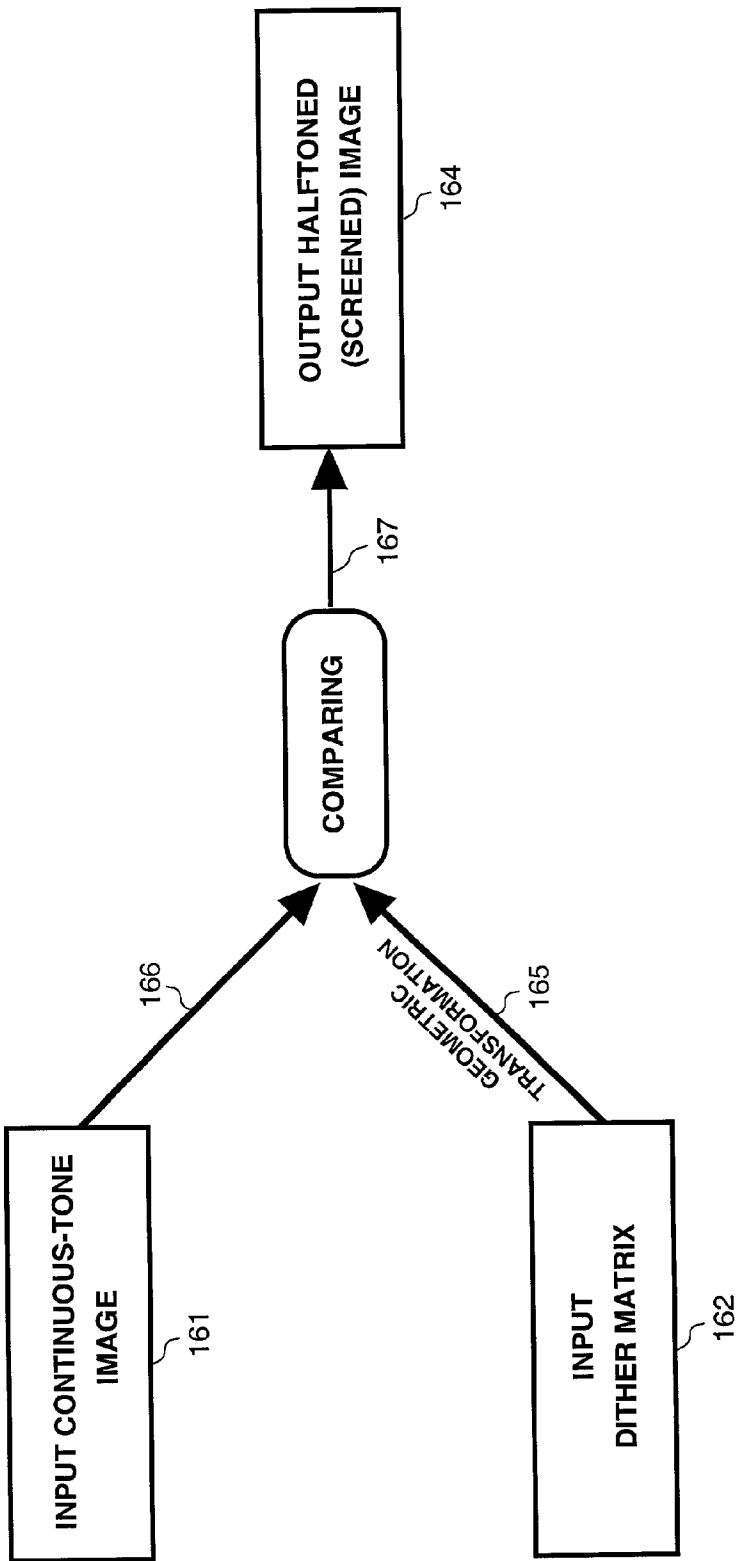 INPUT CONTINUOUS-TONE
IMAGE
161
166
INPUT
DITHER MATRIX
162
GEOMETRIC
TRANSFORMATION
165
COMPARING
167
OUTPUT HALFTONED
(SCREENED) IMAGE
164